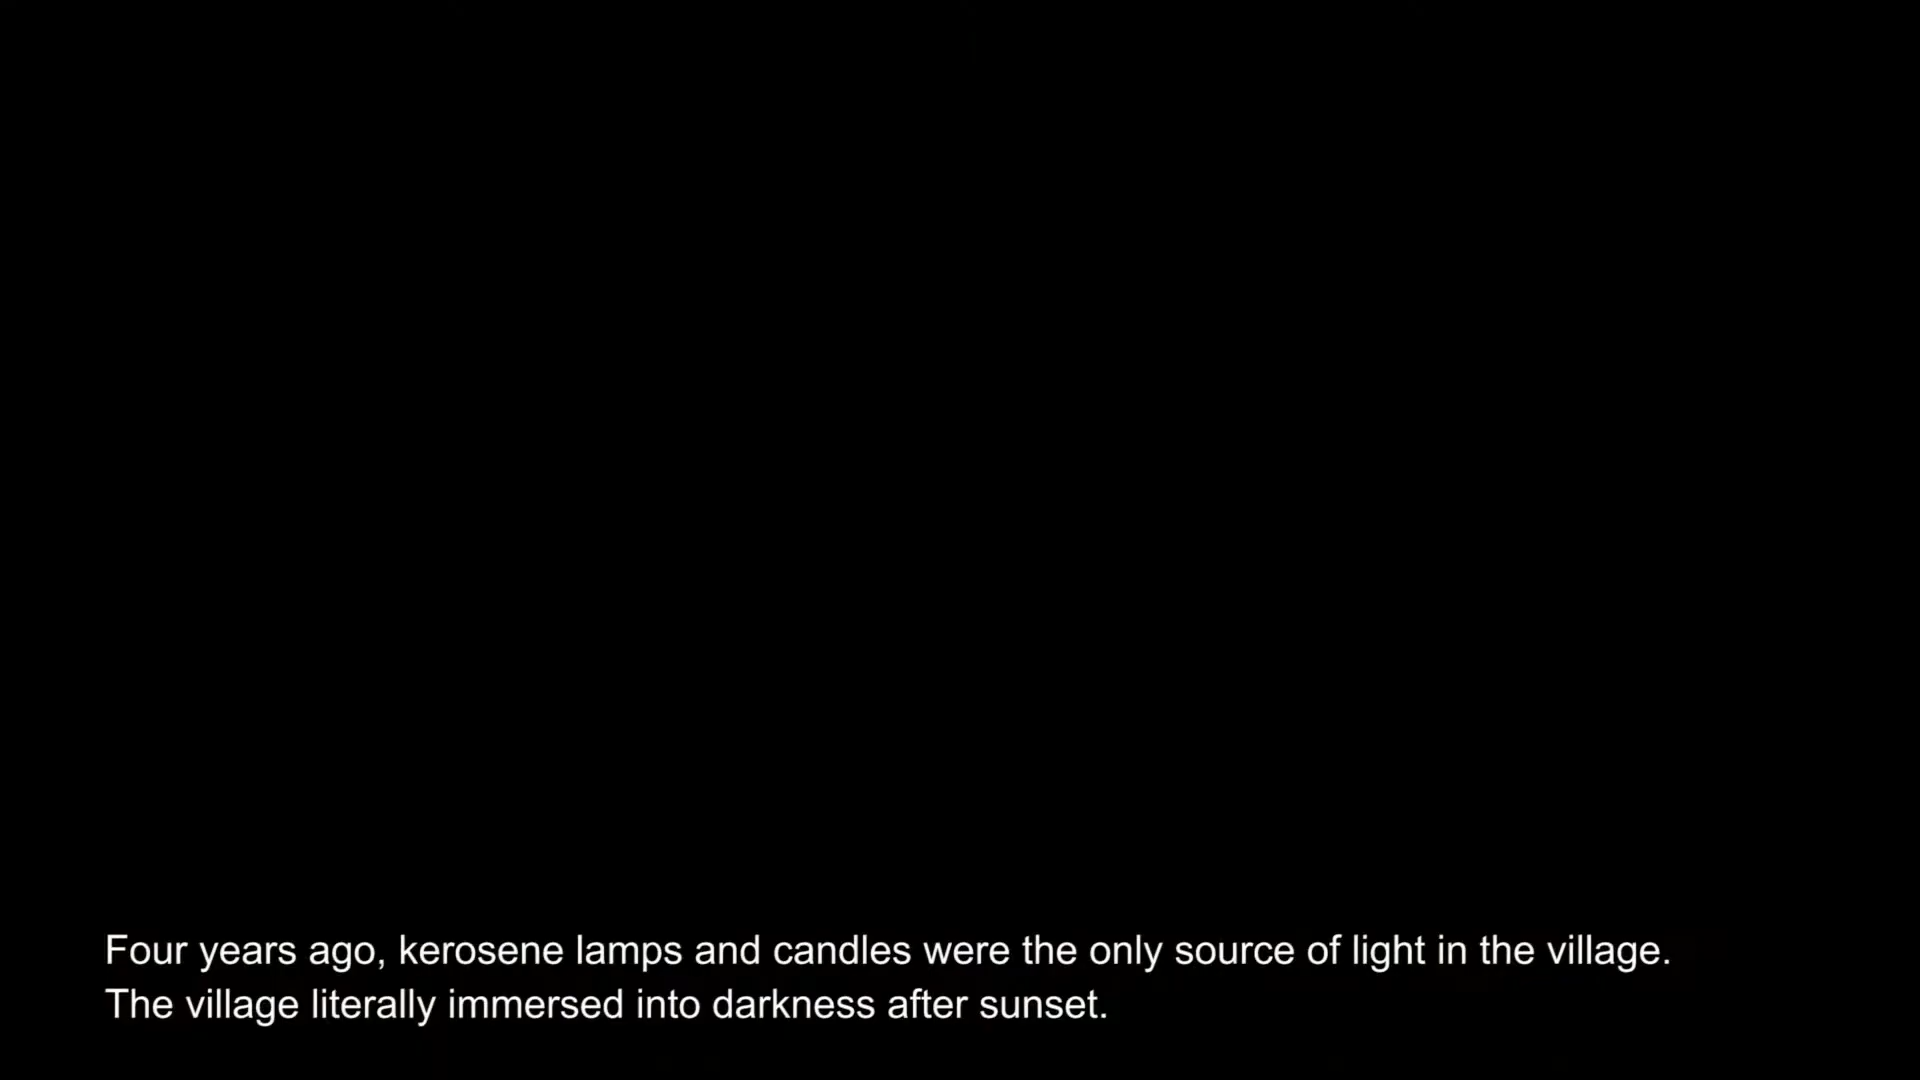 Four years ago, kerosene lamps and candles were the only source of light in the village.
The village literally immersed into darkness after sunset.